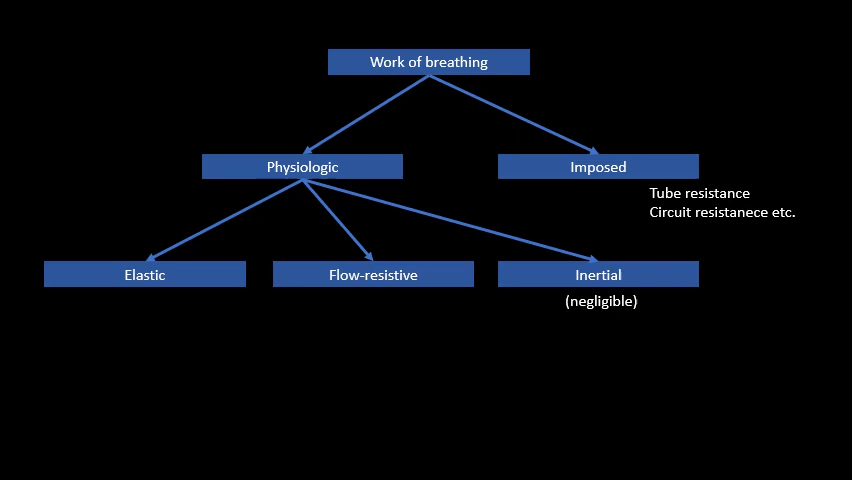 Work of breathing
Physiologic
Imposed
Tube resistance
Circuit resistanece etc.
Elastic
Flow-resistive
Inertial
(negligible)